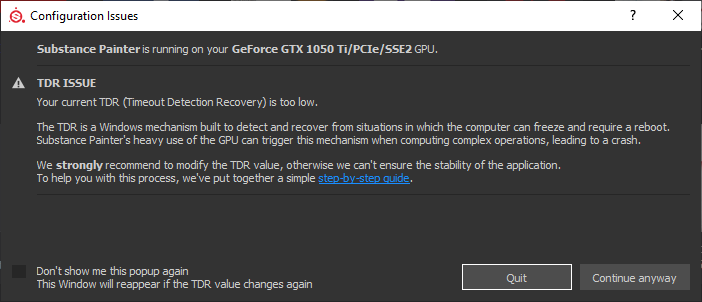 Configuration Issues
Substance Painter is running on your GeForce GTX 1050 Ti/PCIe/SSE2 GPU.
TDR ISSUE
Your current TDR (Timeout Detection Recovery) is too low.
The TDR is a Windows mechanism built to detect and recover from situations in which the computer can freeze and require a reboot.
Substance Painter's heavy use of the GPU can trigger this mechanism when computing complex operations, leading to a crash.
We strongly recommend to modify the TDR value, otherwise we can't ensure the stability of the application.
To help you with this process, we've put together a simple step-by-step guide.
Don't show me this popup again
This Window will reappear if the TDR value changes again
Quit
Continue anyway